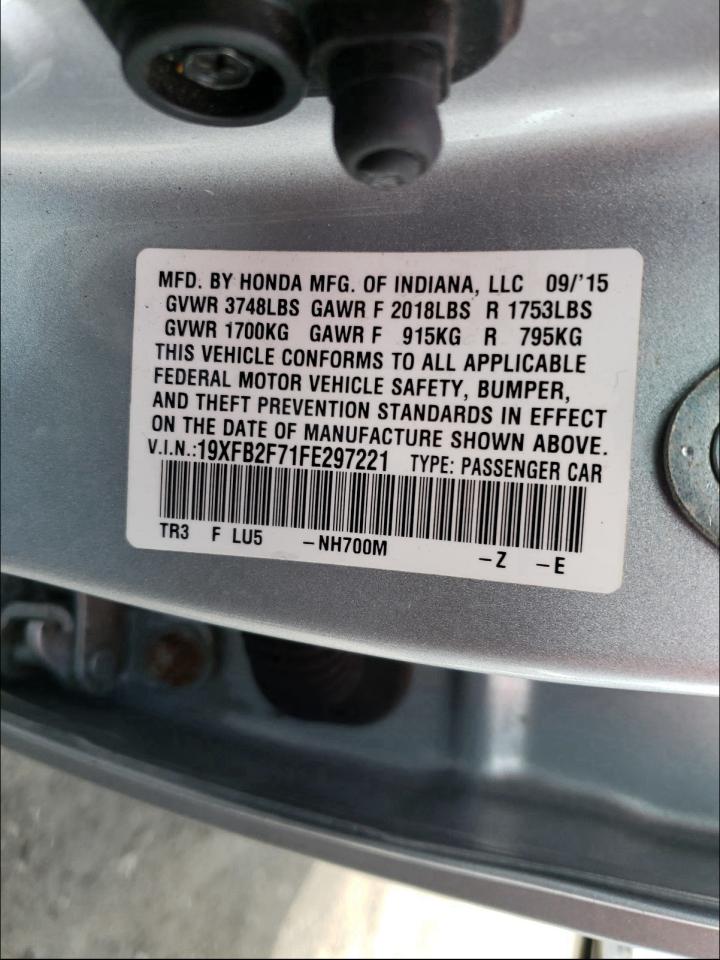 MFD. BY HONDA MFG. OF INDIANA, LLC 09/'15
GVWR 3748LBS GAWR F 2018LBS R 1753LBS
GVWR 1700KG GAWR F 915KG R 795KG
THIS VEHICLE CONFORMS TO ALL APPLICABLE
FEDERAL MOTOR VEHICLE SAFETY, BUMPER,
AND THEFT PREVENTION STANDARDS IN EFFECT
ON THE DATE OF MANUFACTURE SHOWN ABOVE.
V.I.N.:19XFB2F71FE297221 TYPE: PASSENGER CAR
TR3 F LU5 -NH700M -Z -E